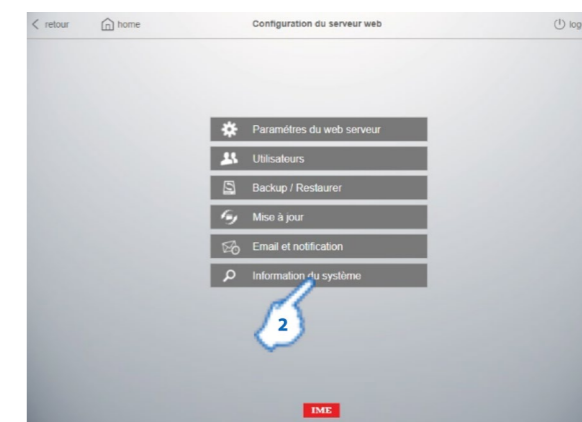 retour
home
Configuration du serveur web
log
Paramétres du web serveur
Utilisateurs
Backup / Restaurer
Mise à jour
Email et notification
Information du système
2
IME